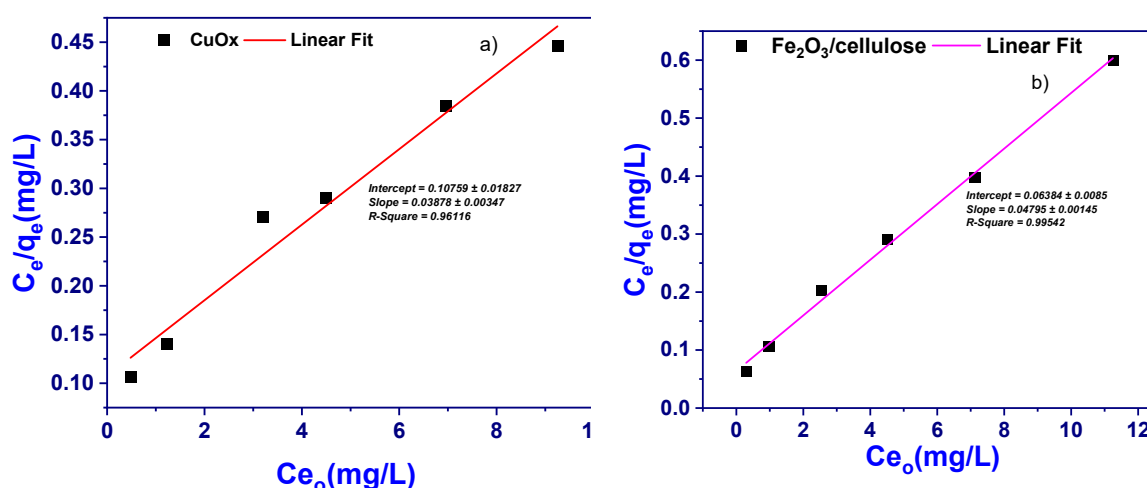 CuOx Linear Fit a)
0.45
0.40
0.35
0.30
0.25
0.20
0.15
0.10
Cₑ/qₑ(mg/L)
Intercept = 0.10759 ± 0.01827
Slope = 0.03878 ± 0.00347
R-Square = 0.96116
2 4 6 8 1
Ceₒ(mg/L)
Fe₂O₃/cellulose Linear Fit
b)
0.6
0.5
0.4
0.3
0.2
0.1
0.0
Cₑ/qₑ(mg/L)
Intercept = 0.06384 ± 0.0085
Slope = 0.04795 ± 0.00145
R-Square = 0.99542
0 2 4 6 8 10 12
Ceₒ(mg/L)